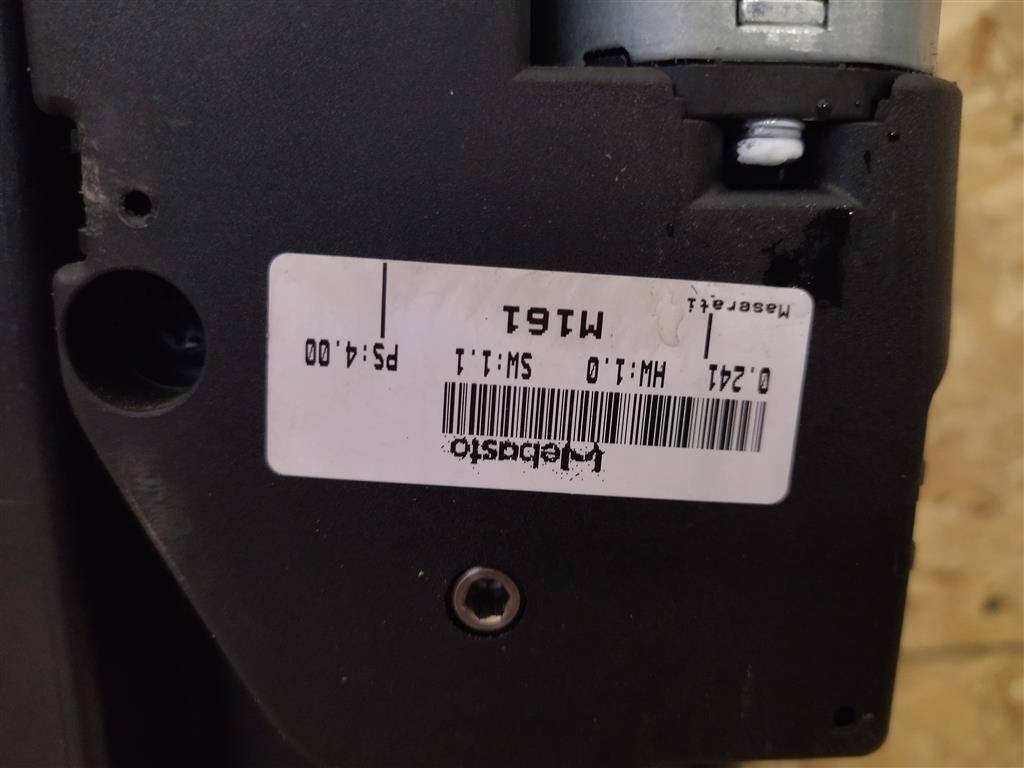 Webasto
0.241 HW:1.0 SW:1.1 PS:4.00
M161
Maserati